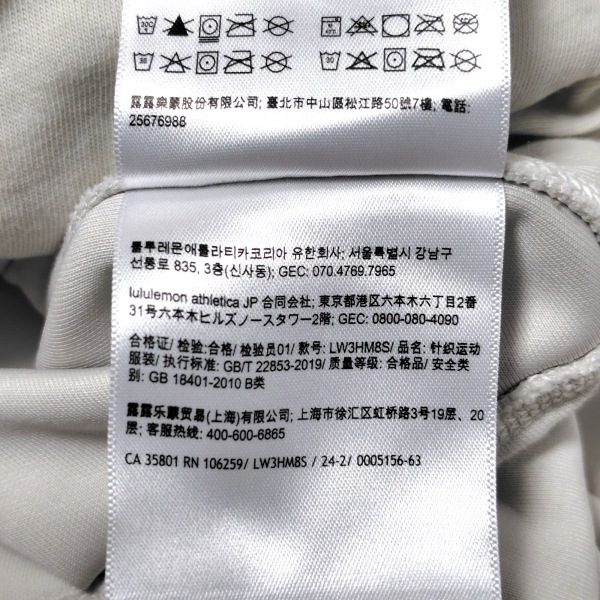 露露樂蒙股份有限公司; 臺北市中山區松江路50號7樓; 電話:
25676988
룰루레몬애틀라티카코리아 유한회사; 서울특별시 강남구
선릉로 835, 3층(신사동); GEC: 070.4769.7965
lululemon athletica JP 合同会社; 東京都港区六本木六丁目2番
31号六本木ヒルズノースタワー2階; GEC: 0800-080-4090
合格证/ 检验:合格/ 检验员01/ 款号: LW3HM8S/ 品名: 针织运动
服装/ 执行标准: GB/T 22853-2019/ 质量等级: 合格品/ 安全类
别: GB 18401-2010 B类
露露乐蒙贸易(上海)有限公司; 上海市徐汇区虹桥路3号19层、20
层; 客服热线: 400-600-6865
CA 35801 RN 106259/ LW3HM8S / 24-2/ 0005156-63